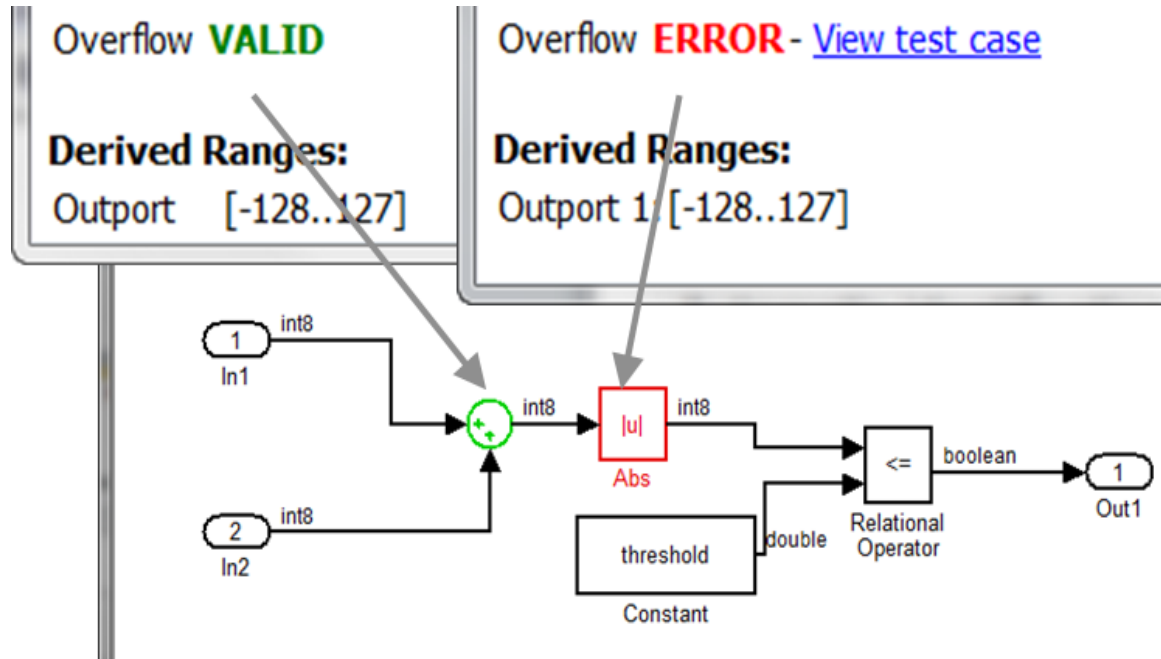 Overflow VALID
Derived Ranges:
Outport [-128..127]
Overflow ERROR - View test case
Derived Ranges:
Outport 1: [-128..127]
1
int8
In1
2
int8
In2
int8
|u|
Abs
int8
threshold
Constant
double
<=
Relational
Operator
boolean
1
Out1